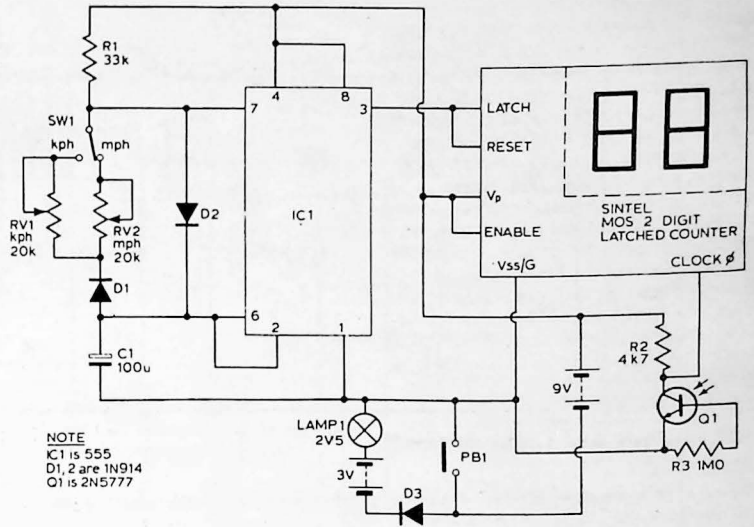 R1
33k
SW1
kph
mph
RV1
kph
20k
RV2
mph
20k
D1
C1
100u
D2
7
4
8
3
IC1
6
2
1
LATCH
RESET
Vp
ENABLE
Vss/G
SINTEL
MOS 2 DIGIT
LATCHED COUNTER
CLOCK Ø
R2
4k7
9V
Q1
R3 1M0
LAMP1
2V5
3V
PB1
D3
NOTE
IC1 is 555
D1, 2 are 1N914
Q1 is 2N5777